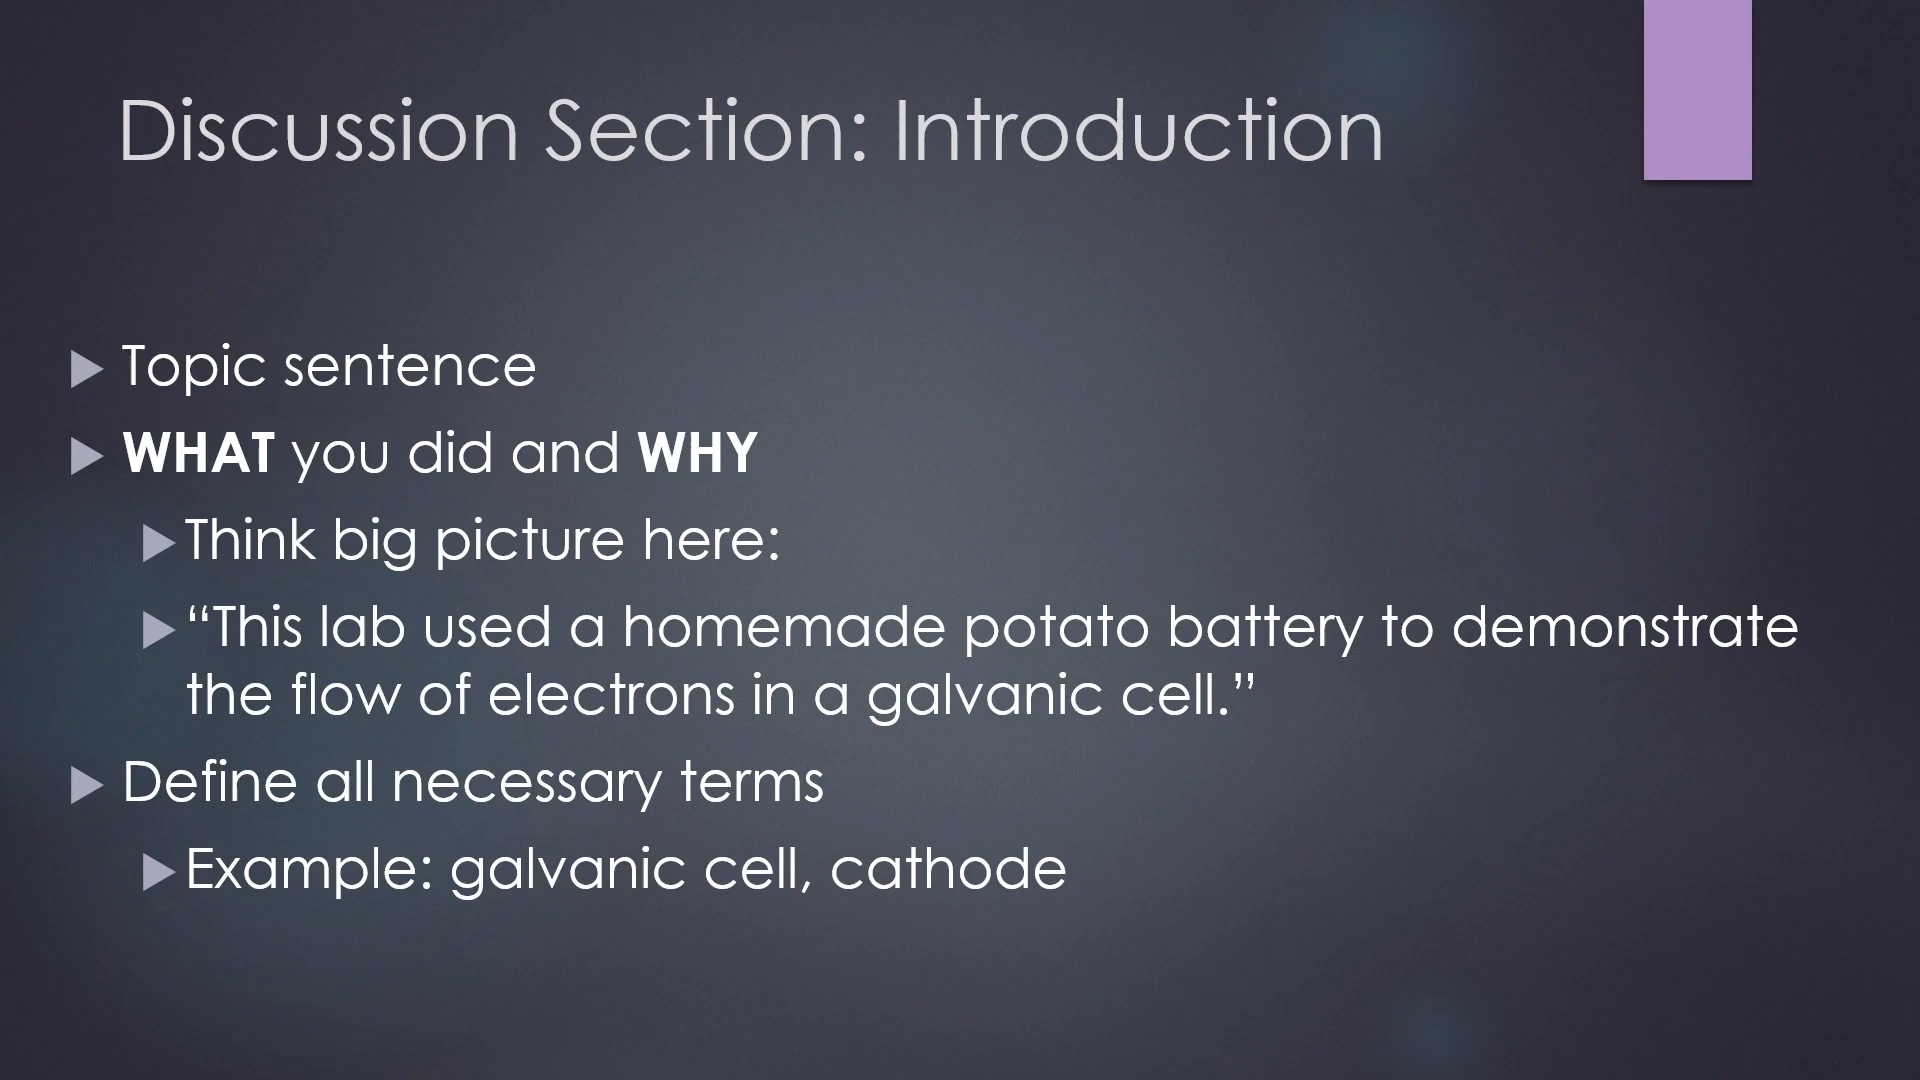 Discussion Section: Introduction
Topic sentence
WHAT you did and WHY
Think big picture here:
“This lab used a homemade potato battery to demonstrate
the flow of electrons in a galvanic cell.”
Define all necessary terms
Example: galvanic cell, cathode